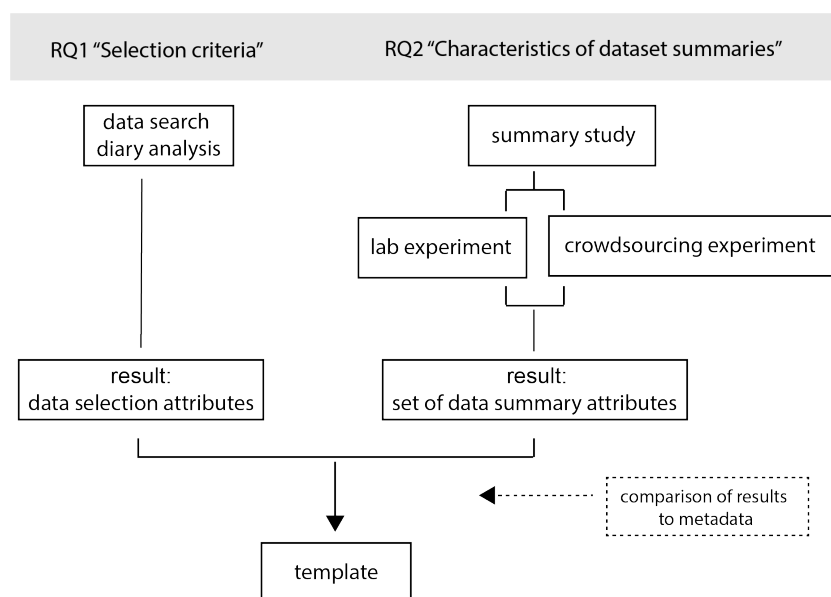 RQ1 “Selection criteria”
RQ2 “Characteristics of dataset summaries”
data search
diary analysis
summary study
lab experiment
crowdsourcing experiment
result:
data selection attributes
result:
set of data summary attributes
comparison of results
to metadata
template